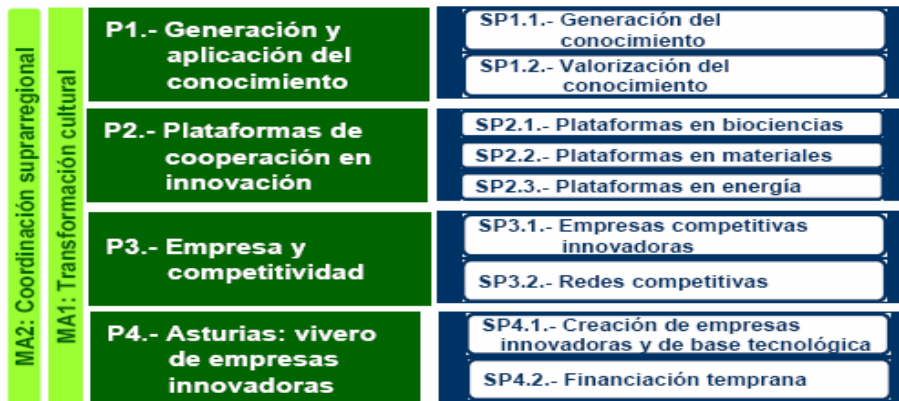 MA2: Coordinación suprarregional
MA1: Transformación cultural
P1.- Generación y
aplicación del
conocimiento
SP1.1.- Generación del
conocimiento
SP1.2.- Valorización del
conocimiento
P2.- Plataformas de
cooperación en
innovación
SP2.1.- Plataformas en biociencias
SP2.2.- Plataformas en materiales
SP2.3.- Plataformas en energía
P3.- Empresa y
competitividad
SP3.1.- Empresas competitivas
innovadoras
SP3.2.- Redes competitivas
P4.- Asturias: vivero
de empresas
innovadoras
SP4.1.- Creación de empresas
innovadoras y de base tecnológica
SP4.2.- Financiación temprana